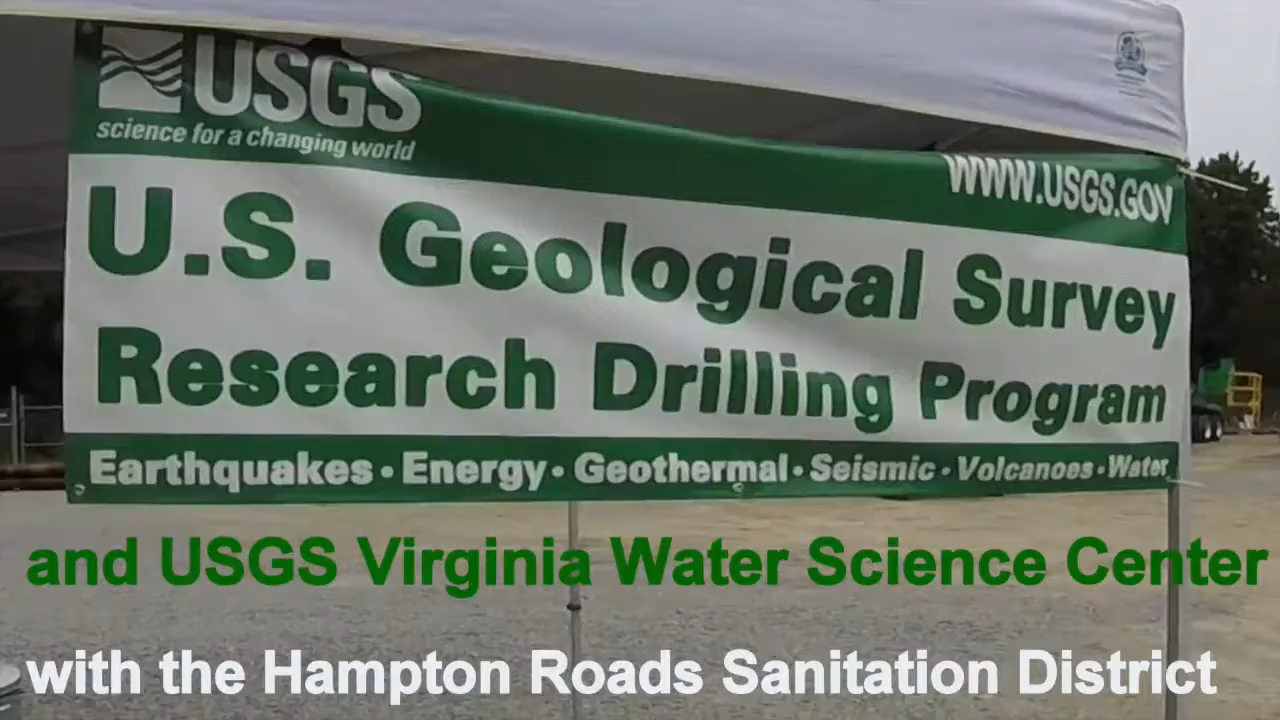 USGS
science for a changing world
WWW.USGS.GOV
U.S. Geological Survey
Research Drilling Program
Earthquakes • Energy • Geothermal • Seismic • Volcanoes • Water
and USGS Virginia Water Science Center
with the Hampton Roads Sanitation District